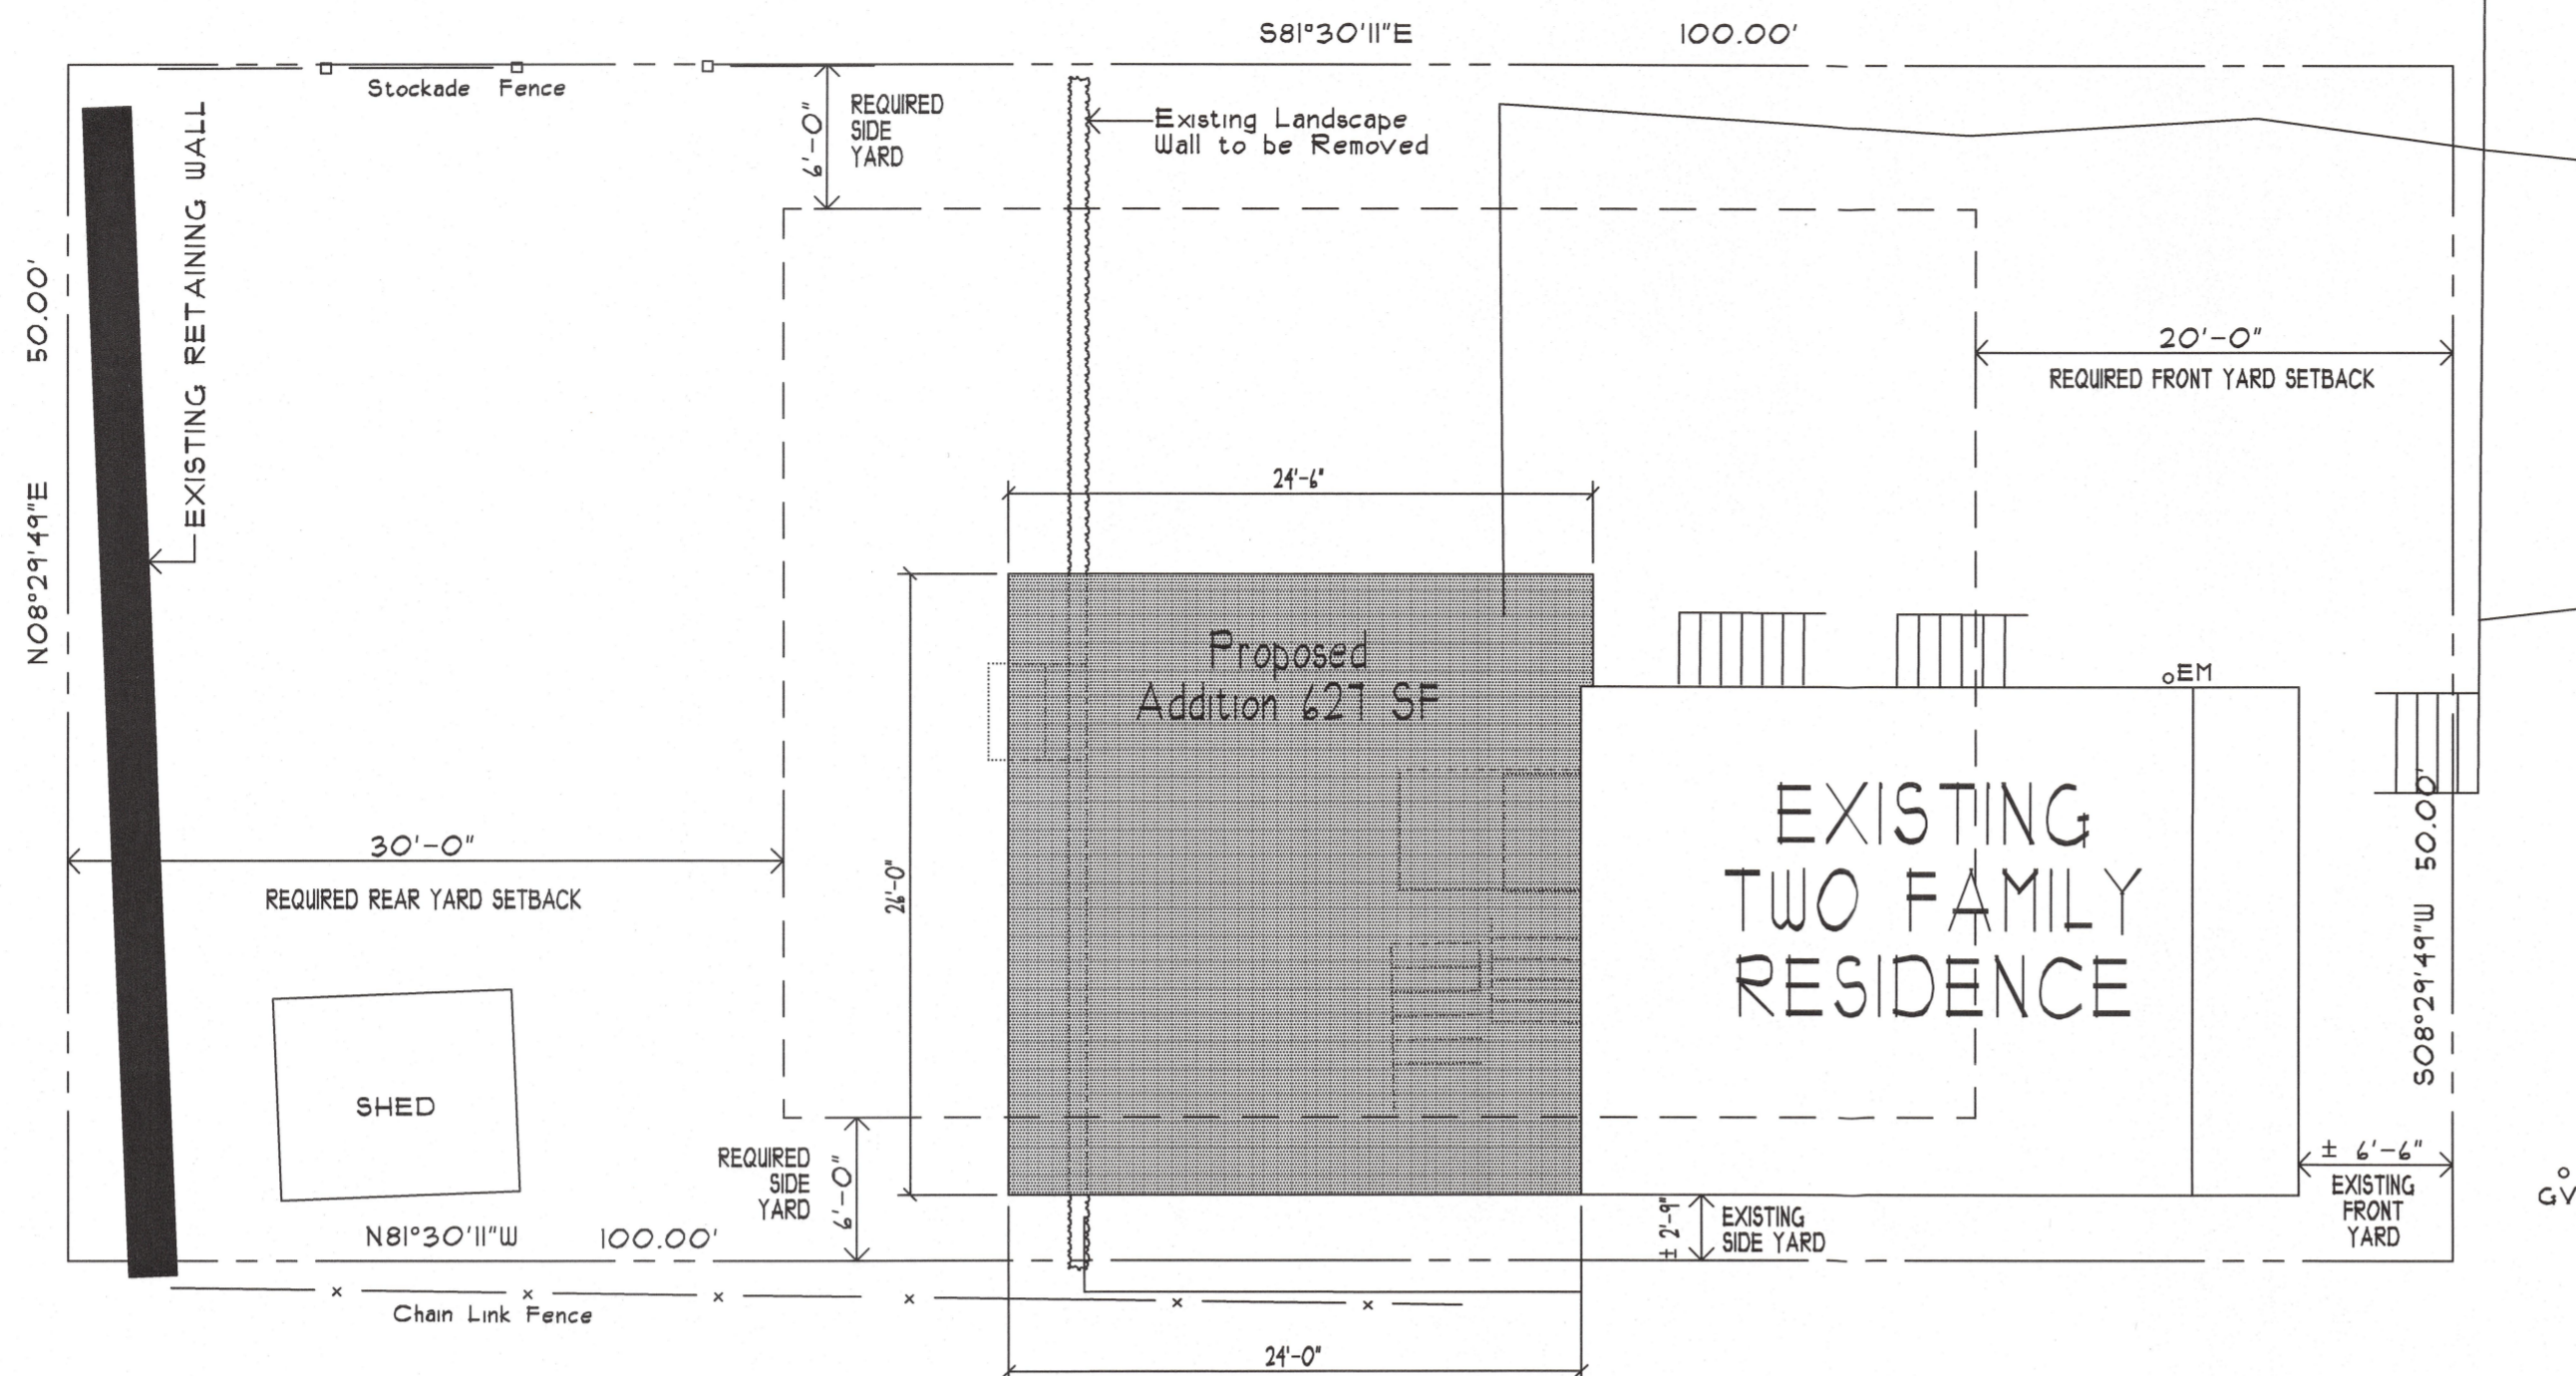 S81°30'11"E 100.00'
Stockade Fence
6'-0"
REQUIRED
SIDE
YARD
Existing Landscape
Wall to be Removed
EXISTING RETAINING WALL
N08°29'49"E 50.00'
20'-0"
REQUIRED FRONT YARD SETBACK
24'-6"
Proposed
Addition 627 SF
EM
30'-0"
REQUIRED REAR YARD SETBACK
26'-0"
EXISTING
TWO FAMILY
RESIDENCE
S08°29'49"W 50.00'
SHED
REQUIRED
SIDE
YARD
6'-0"
± 6'-6"
EXISTING
FRONT
YARD
GV
± 2'-9"
EXISTING
SIDE YARD
N81°30'11"W 100.00'
Chain Link Fence
24'-0"